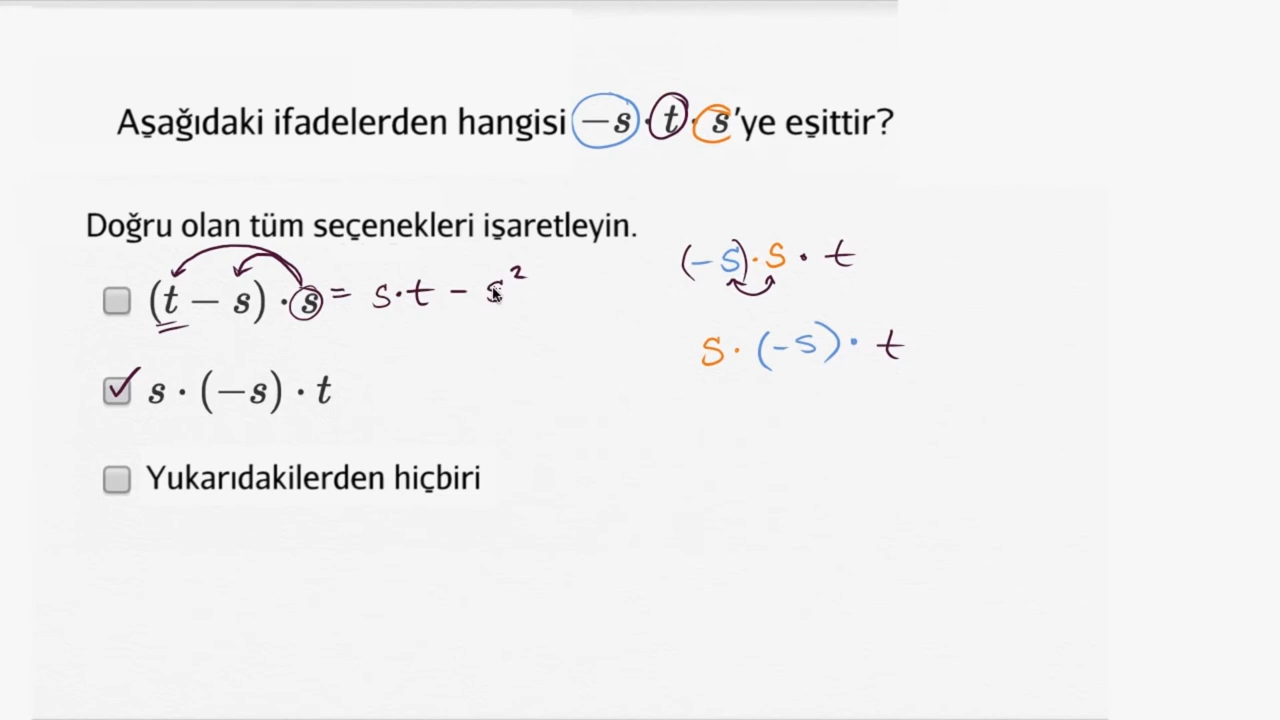 Aşağıdaki ifadelerden hangisi −s · t · s'ye eşittir?
Doğru olan tüm seçenekleri işaretleyin.
(−s) · s · t
(t − s) · s = s · t − s²
s · (−s) · t
s · (−s) · t
Yukarıdakilerden hiçbiri